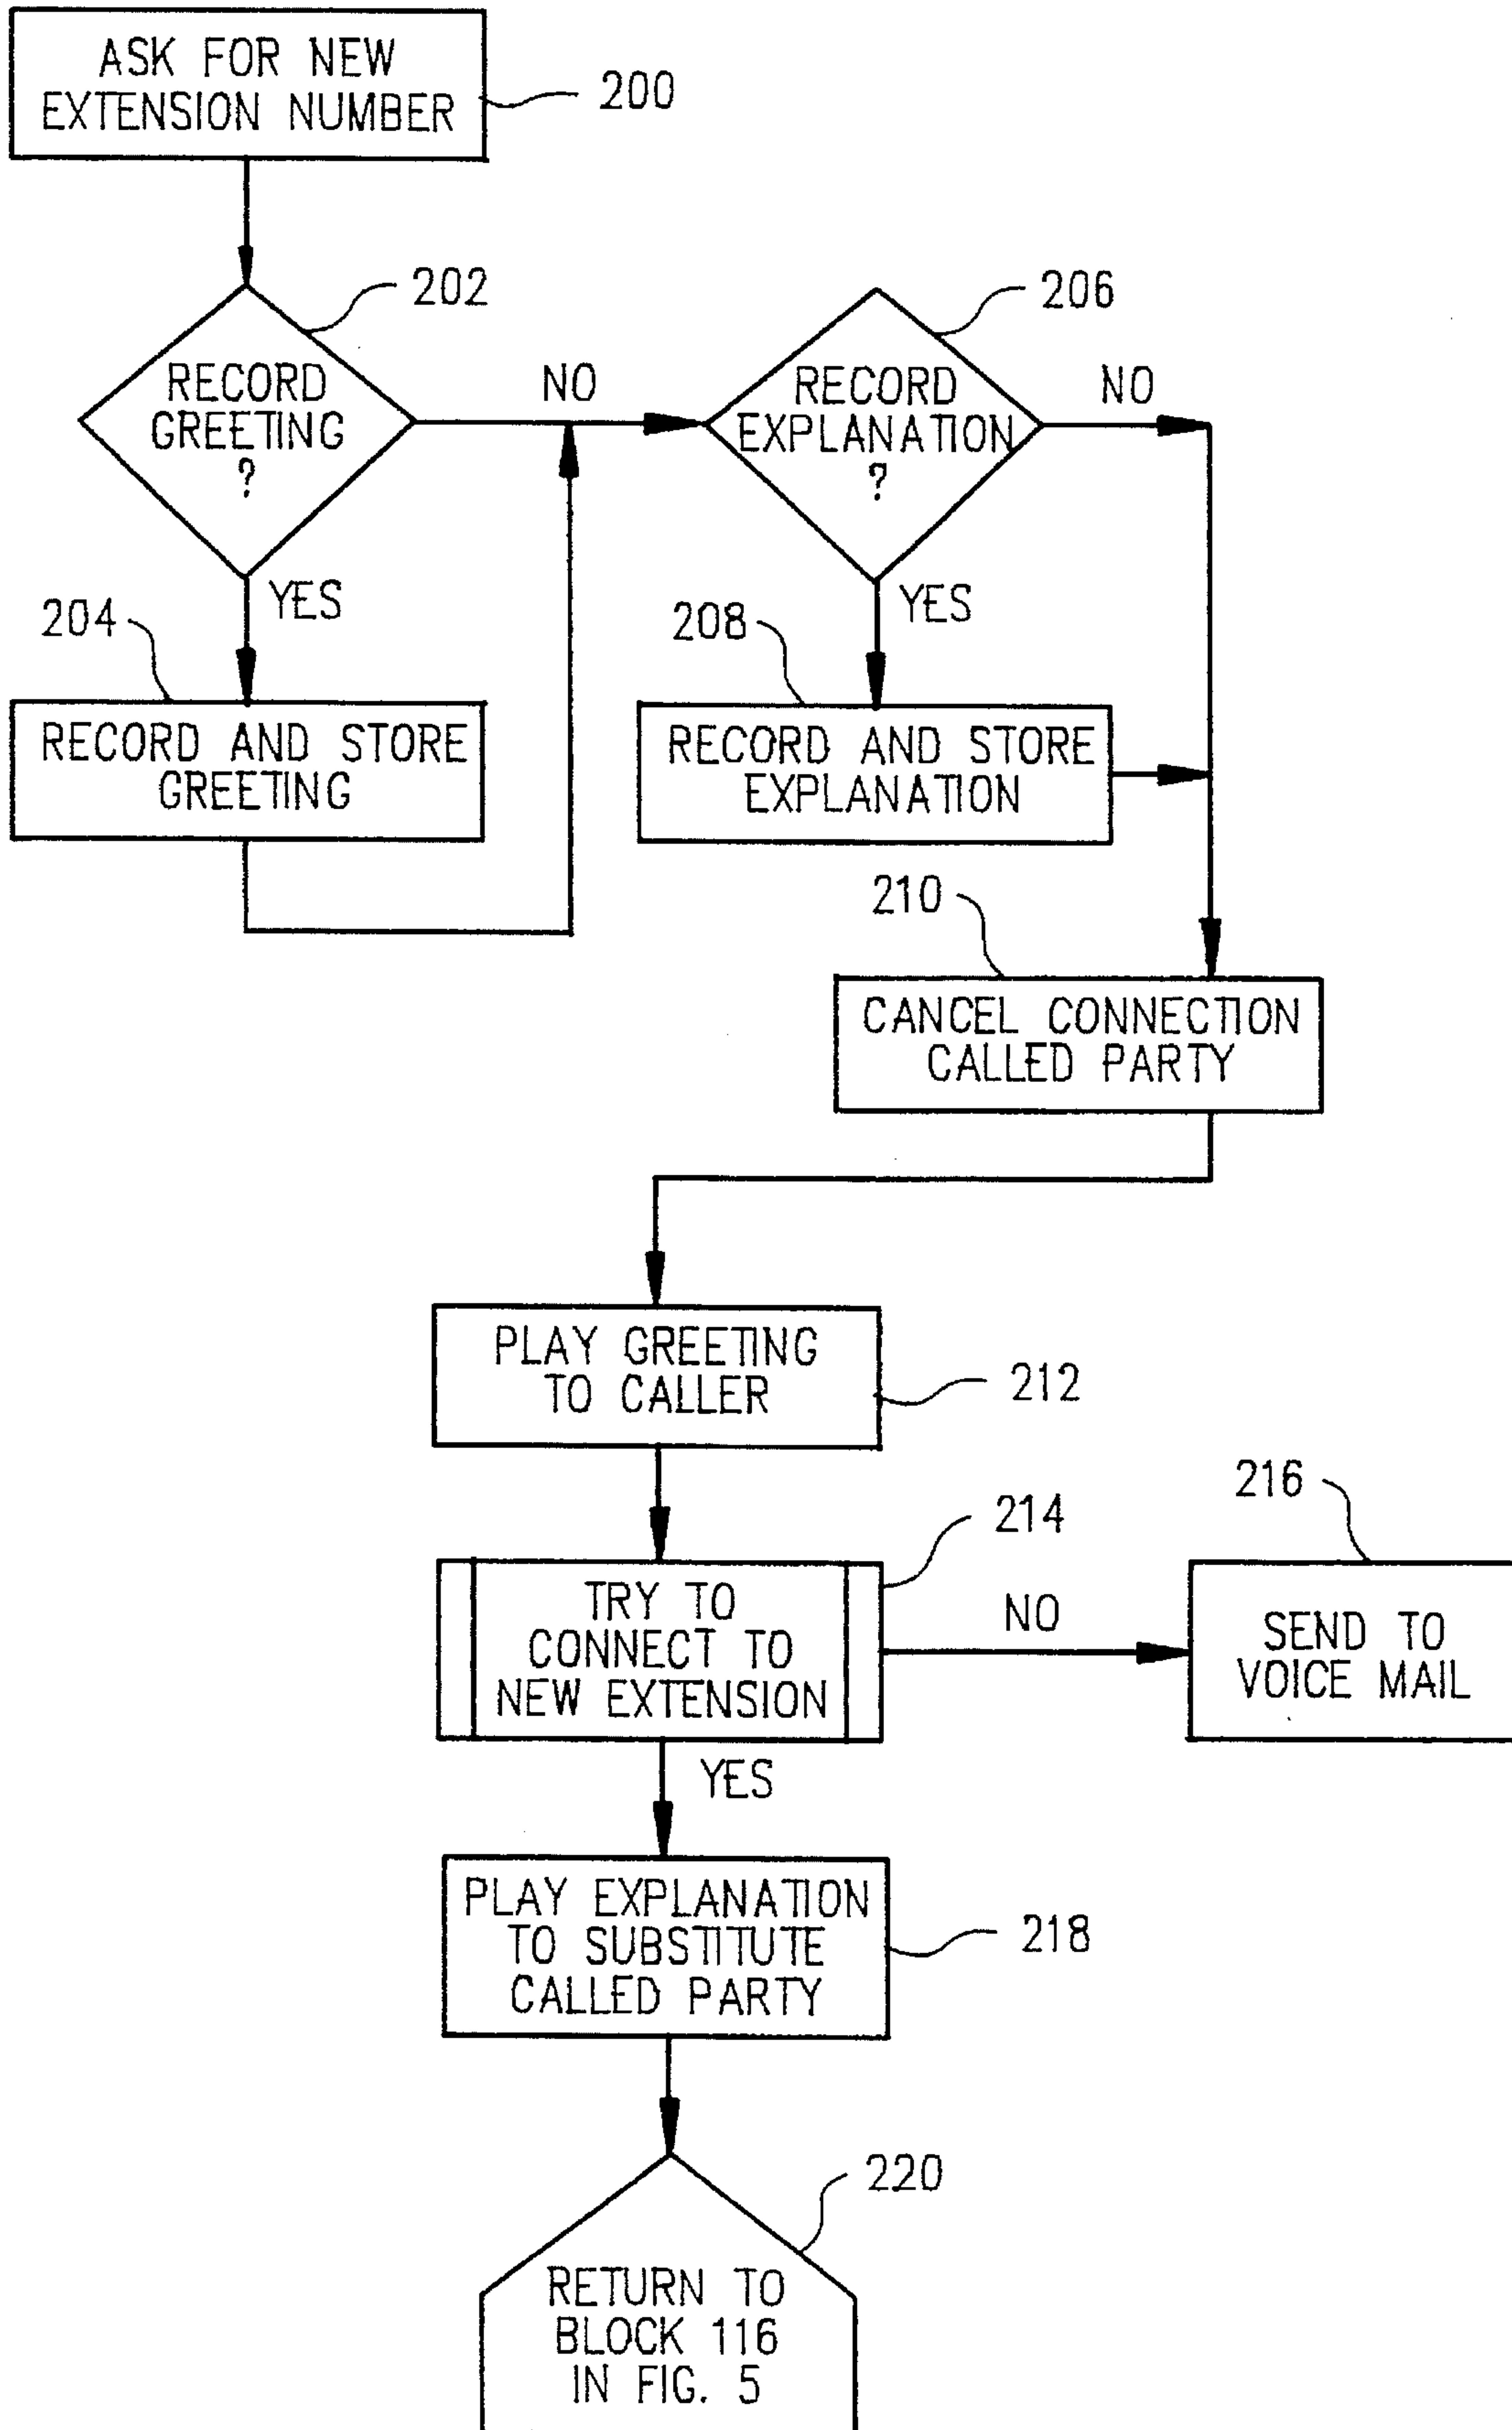 ASK FOR NEW
EXTENSION NUMBER
200
202
RECORD
GREETING
?
NO
YES
204
RECORD AND STORE
GREETING
206
RECORD
EXPLANATION
?
NO
YES
208
RECORD AND STORE
EXPLANATION
210
CANCEL CONNECTION
CALLED PARTY
PLAY GREETING
TO CALLER
212
214
TRY TO
CONNECT TO
NEW EXTENSION
NO
216
SEND TO
VOICE MAIL
YES
PLAY EXPLANATION
TO SUBSTITUTE
CALLED PARTY
218
220
RETURN TO
BLOCK 116
IN FIG. 5